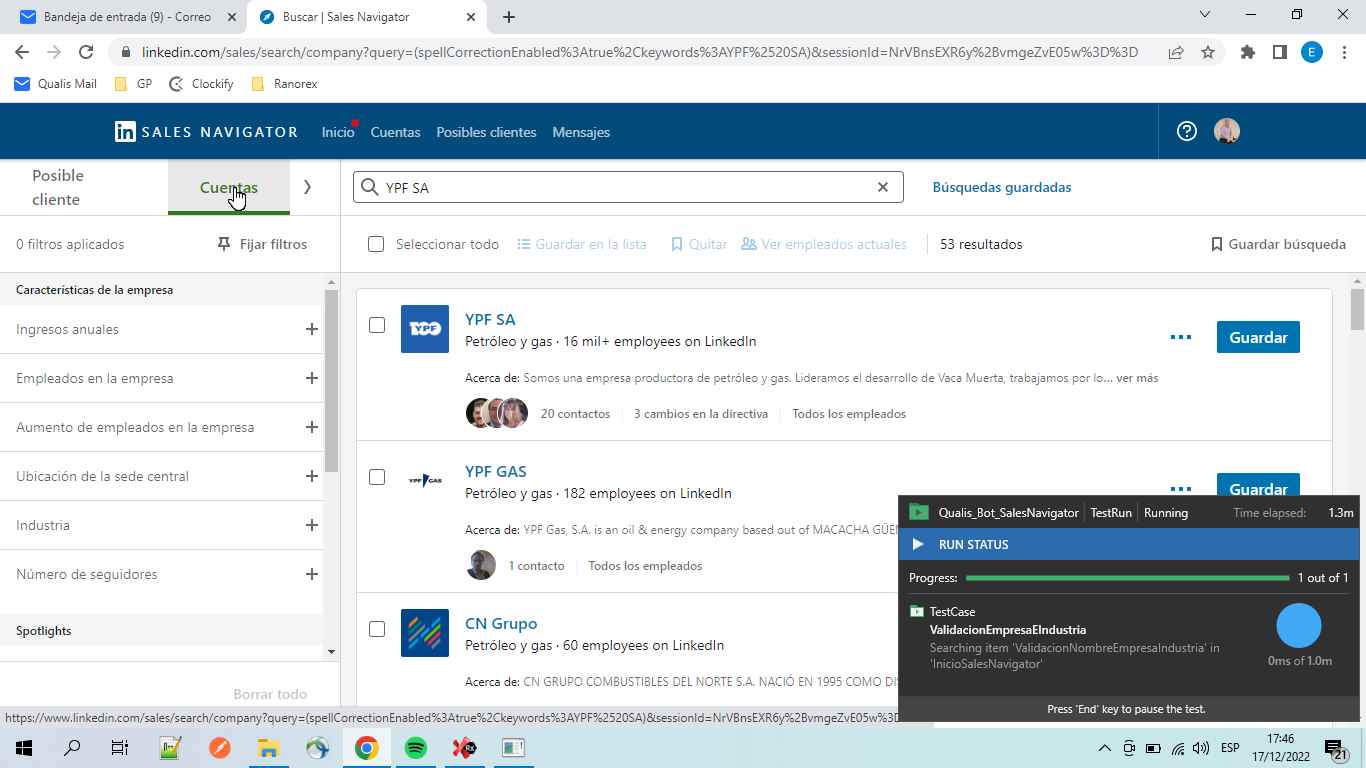 Bandeja de entrada (9) - Correo
Buscar | Sales Navigator
linkedin.com/sales/search/company?query=(spellCorrectionEnabled%3Atrue%2Ckeywords%3AYPF%2520SA)&sessionId=NrVBnsEXR6y%2BvmgeZvE05w%3D%3D
E
Qualis Mail
GP
Clockify
Ranorex
in SALES NAVIGATOR
Inicio
Cuentas
Posibles clientes
Mensajes
Posible
cliente
Cuentas
YPF SA
Búsquedas guardadas
0 filtros aplicados
Fijar filtros
Seleccionar todo
Guardar en la lista
Quitar
Ver empleados actuales
53 resultados
Guardar búsqueda
Características de la empresa
Ingresos anuales
Empleados en la empresa
Aumento de empleados en la empresa
Ubicación de la sede central
Industria
Número de seguidores
Spotlights
Borrar todo
YPF
YPF SA
Petróleo y gas · 16 mil+ employees on LinkedIn
Guardar
Acerca de: Somos una empresa productora de petróleo y gas. Lideramos el desarrollo de Vaca Muerta, trabajamos por lo... ver más
20 contactos
3 cambios en la directiva
Todos los empleados
YPF GAS
YPF GAS
Petróleo y gas · 182 employees on LinkedIn
Guardar
Acerca de: YPF Gas, S.A. is an oil & energy company based out of MACACHA
1 contacto
Todos los empleados
CN Grupo
Petróleo y gas · 60 employees on LinkedIn
Acerca de: CN GRUPO COMBUSTIBLES DEL NORTE S.A. NACIÓ EN 1995 COMO
Qualis_Bot_SalesNavigator
TestRun
Running
Time elapsed:
1.3m
RUN STATUS
Progress:
1 out of 1
TestCase
ValidacionEmpresaEIndustria
Searching item 'ValidacionNombreEmpresaIndustria' in
'InicioSalesNavigator'
0ms of 1.0m
Press 'End' key to pause the test.
https://www.linkedin.com/sales/search/company?query=(spellCorrectionEnabled%3Atrue%2Ckeywords%3AYPF%2520SA)&sessionId=NrVBnsEXR6y%2BvmgeZvE05w%3D
Rx
ESP
17:46
17/12/2022
21